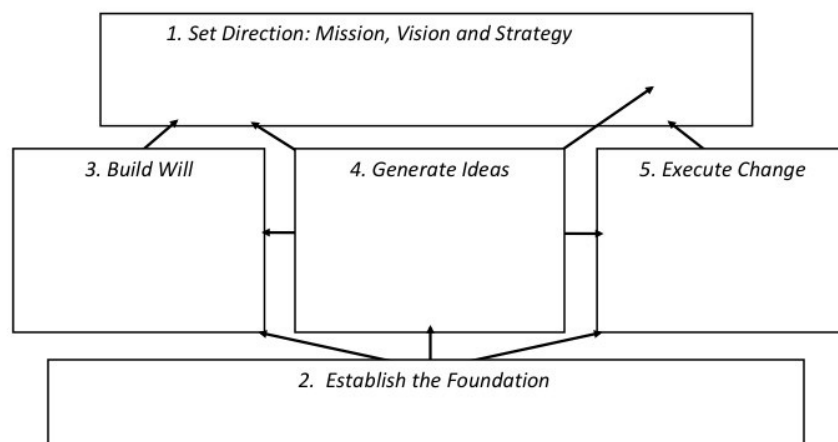 1. Set Direction: Mission, Vision and Strategy
3. Build Will
4. Generate Ideas
5. Execute Change
2. Establish the Foundation